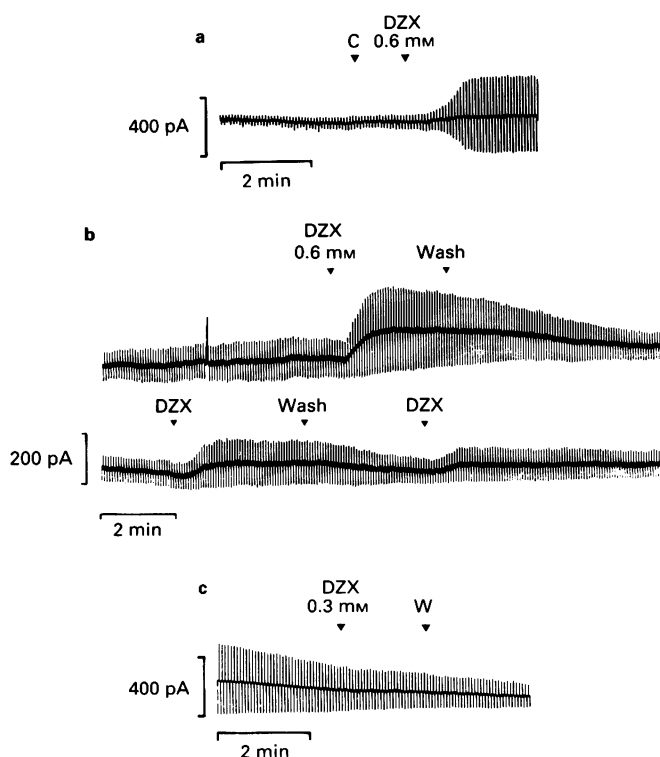 a
C
DZX
0.6 mM
400 pA
2 min
b
DZX
0.6 mM
Wash
DZX
Wash
DZX
200 pA
2 min
c
DZX
0.3 mM
W
400 pA
2 min